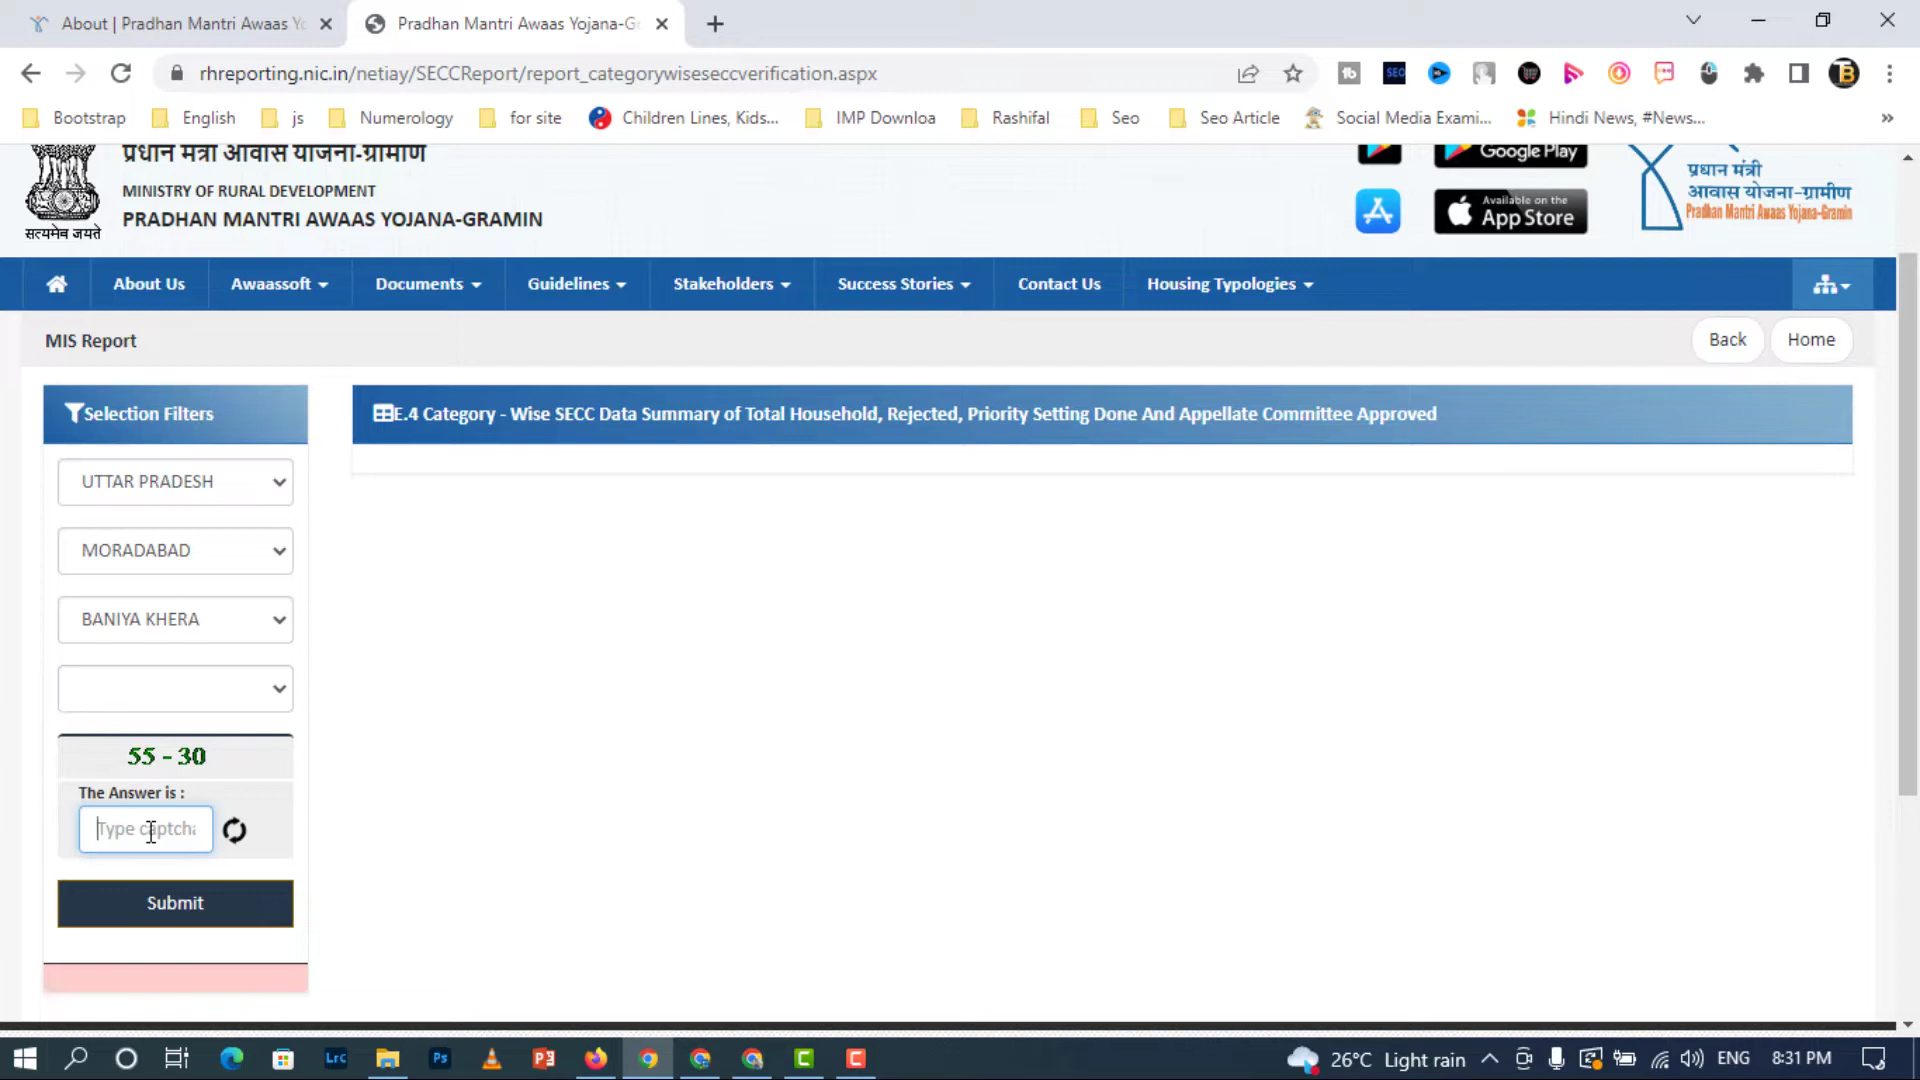 About | Pradhan Mantri Awaas Yo
Pradhan Mantri Awaas Yojana-G
rhreporting.nic.in/netiay/SECCReport/report_categorywiseseccverification.aspx
Bootstrap
English
js
Numerology
for site
Children Lines, Kids...
IMP Downloa
Rashifal
Seo
Seo Article
Social Media Exami...
Hindi News, #News...
»
प्रधान मंत्री आवास योजना-ग्रामीण
MINISTRY OF RURAL DEVELOPMENT
PRADHAN MANTRI AWAAS YOJANA-GRAMIN
सत्यमेव जयते
Google Play
Available on the
App Store
प्रधान मंत्री
आवास योजना-ग्रामीण
Pradhan Mantri Awaas Yojana-Gramin
About Us
Awaassoft
Documents
Guidelines
Stakeholders
Success Stories
Contact Us
Housing Typologies
MIS Report
Back
Home
Selection Filters
E.4 Category - Wise SECC Data Summary of Total Household, Rejected, Priority Setting Done And Appellate Committee Approved
UTTAR PRADESH
MORADABAD
BANIYA KHERA
55 - 30
The Answer is :
Type captcha
Submit
Lrc
Ps
26°C Light rain
ENG
8:31 PM